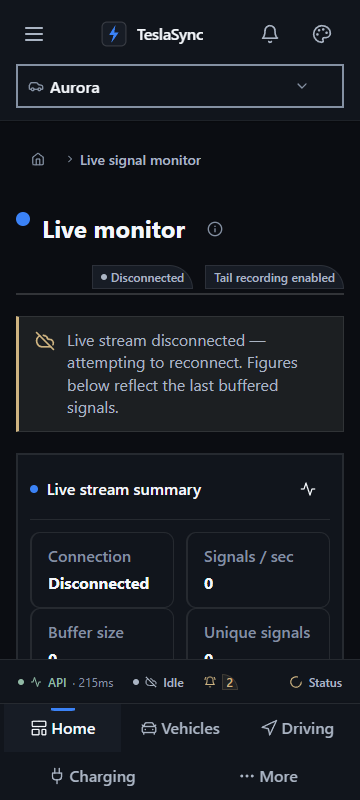 TeslaSync
Aurora
Live signal monitor
Live monitor
Disconnected
Tail recording enabled
Live stream disconnected —
attempting to reconnect. Figures
below reflect the last buffered
signals.
Live stream summary
Connection
Disconnected
Signals / sec
0
Buffer size
0
Unique signals
0
API · 215ms
Idle
2
Status
Home
Vehicles
Driving
Charging
More